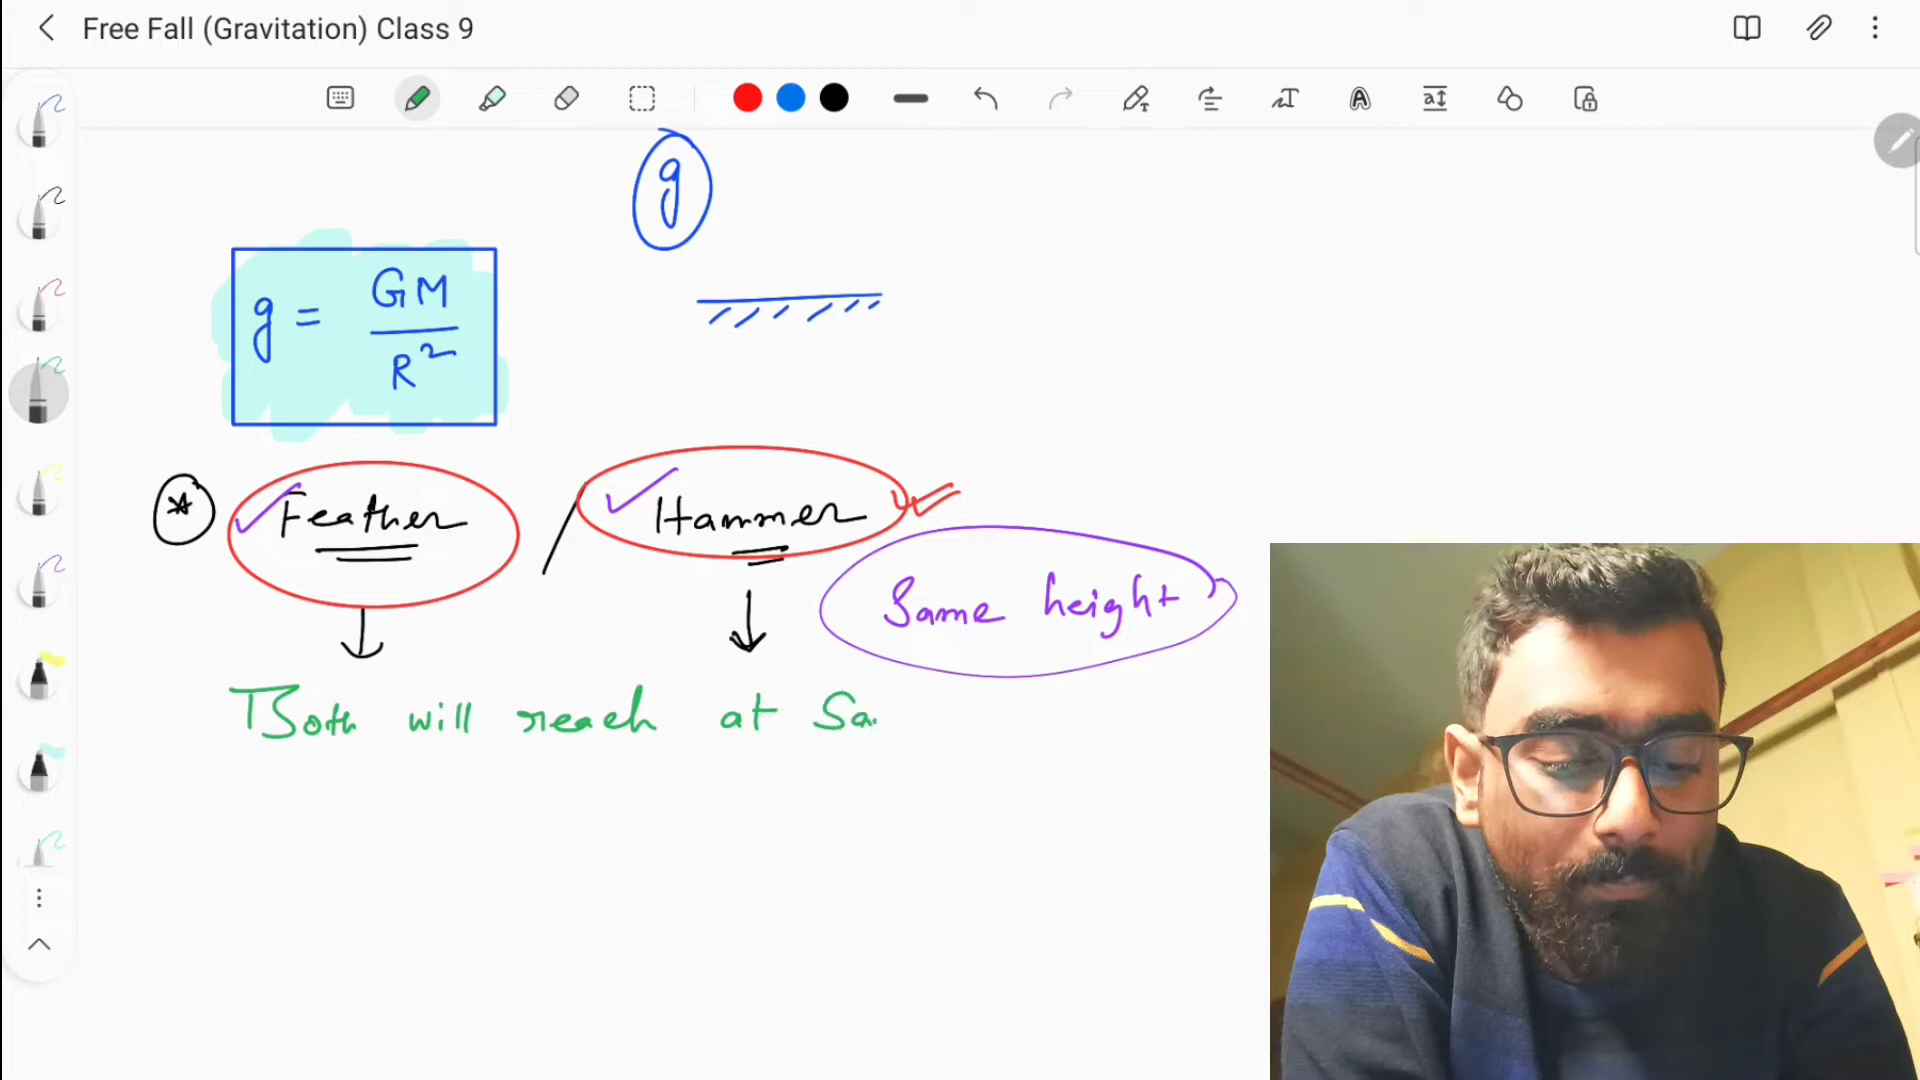 Free Fall (Gravitation) Class 9
g
g = GM / R²
* Feather / Hammer
Same height
Both will reach at Sa